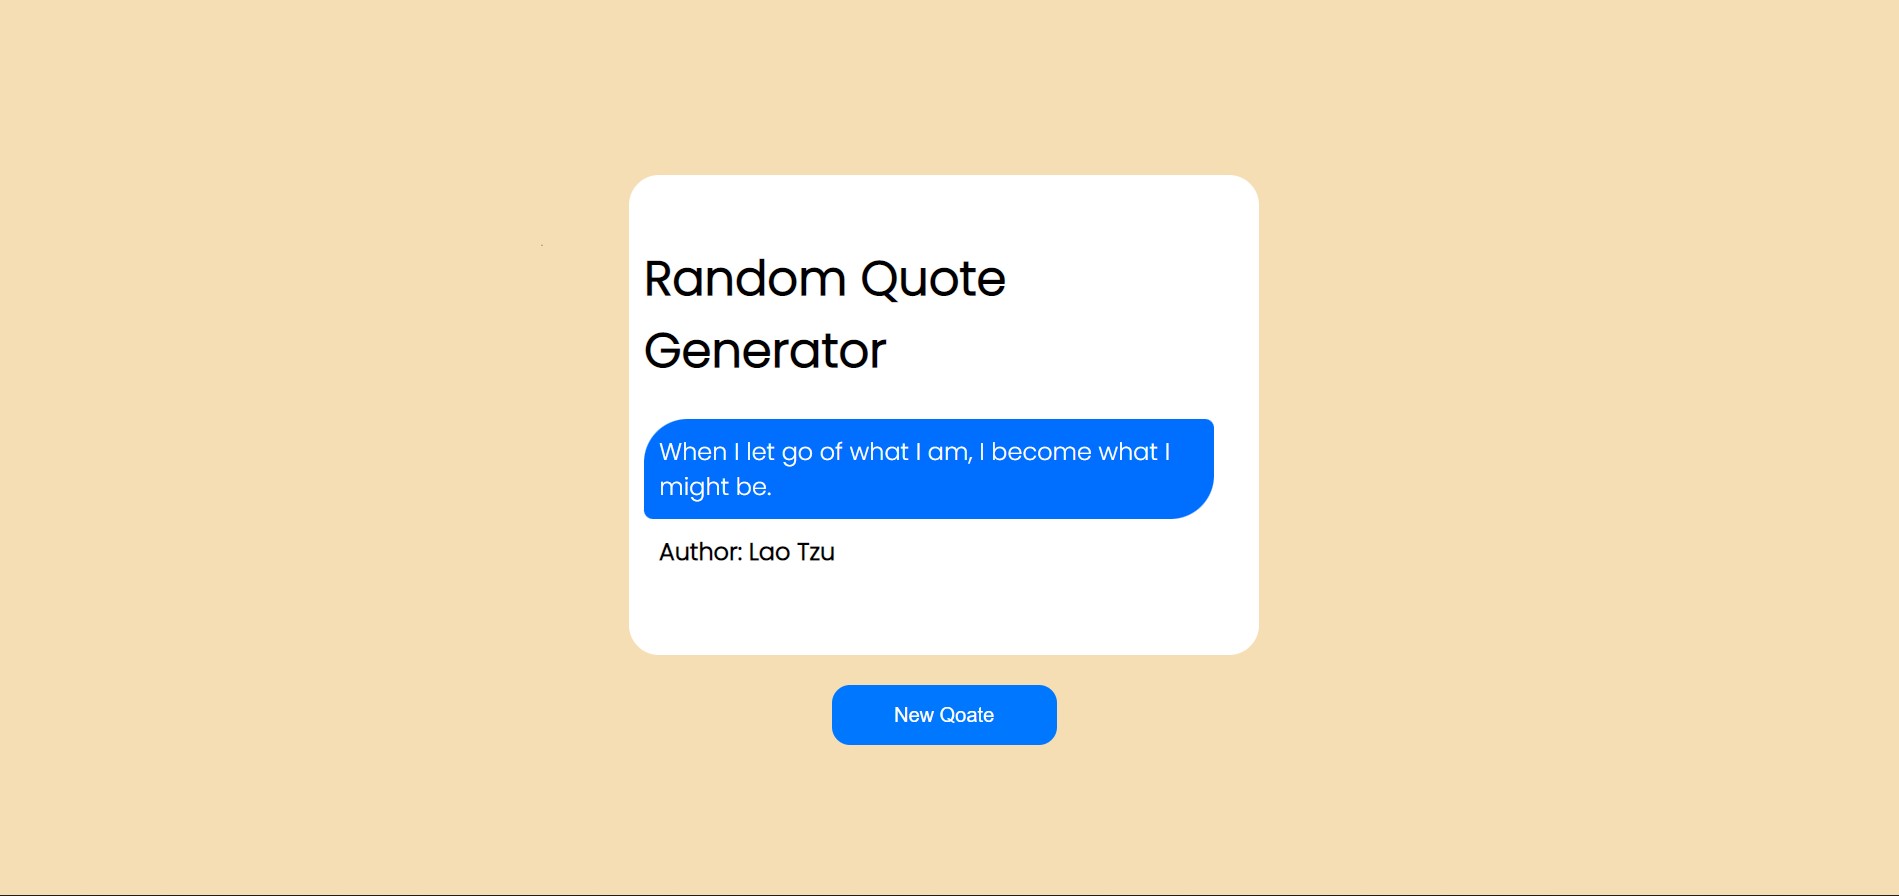 Random Quote
Generator
When I let go of what I am, I become what I
might be.
Author: Lao Tzu
New Qoate